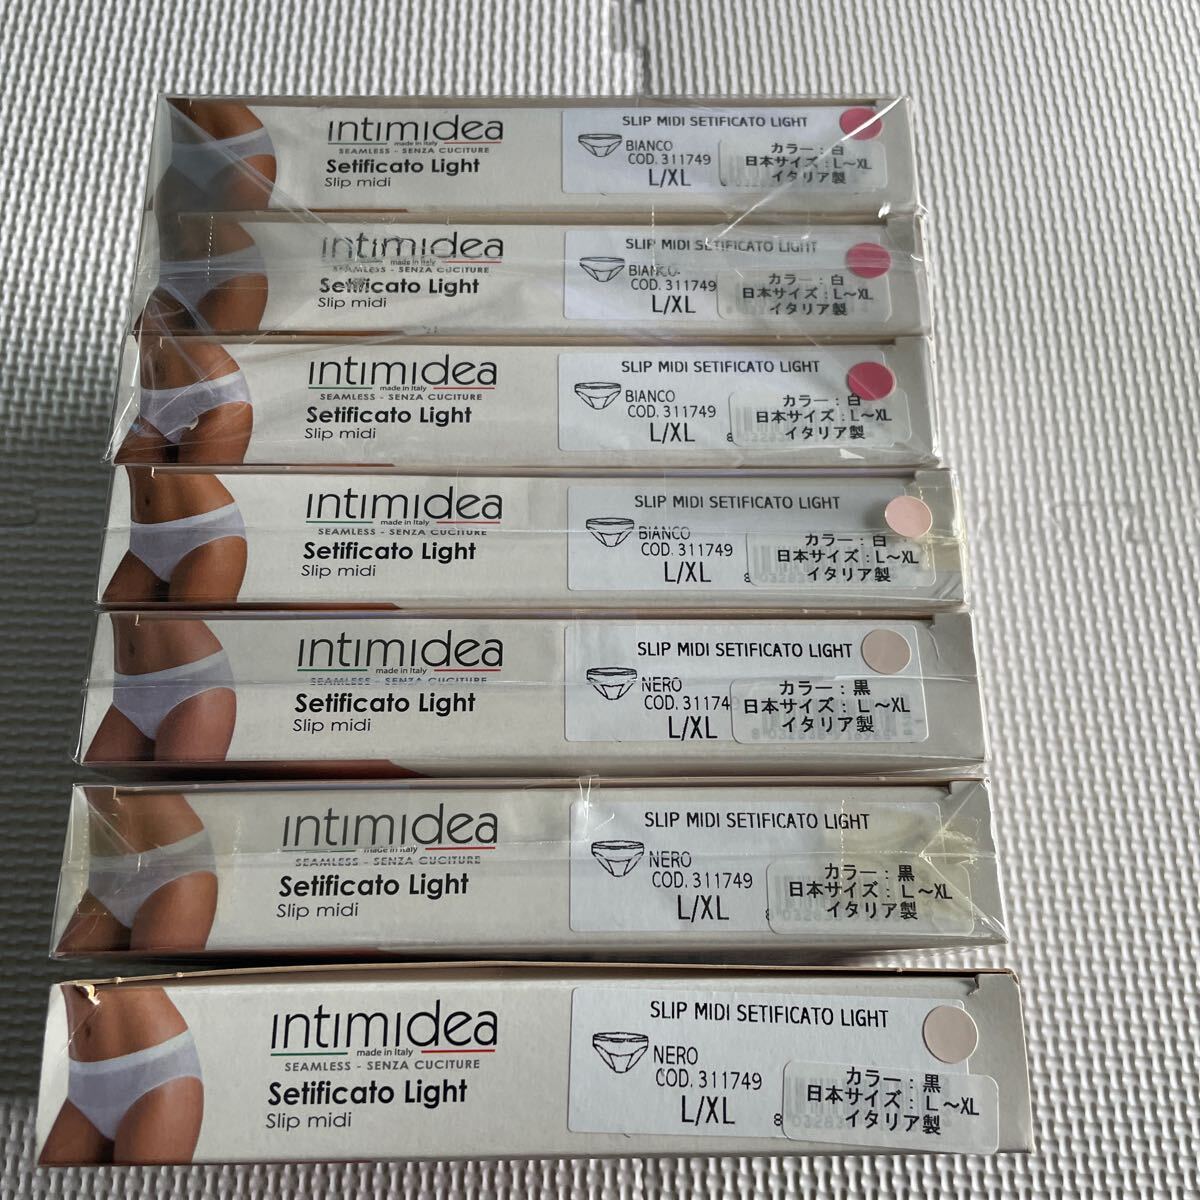 intimidea
made in Italy
SEAMLESS - SENZA CUCITURE
Setificato Light
Slip midi
SLIP MIDI SETIFICATO LIGHT
BIANCO
COD. 311749
L/XL
カラー：白
日本サイズ：L～XL
イタリア製
intimidea
made in Italy
SEAMLESS - SENZA CUCITURE
Setificato Light
Slip midi
SLIP MIDI SETIFICATO LIGHT
BIANCO
COD. 311749
L/XL
カラー：白
日本サイズ：L～XL
イタリア製
intimidea
made in Italy
SEAMLESS - SENZA CUCITURE
Setificato Light
Slip midi
SLIP MIDI SETIFICATO LIGHT
BIANCO
COD. 311749
L/XL
カラー：白
日本サイズ：L～XL
イタリア製
intimidea
made in Italy
SEAMLESS - SENZA CUCITURE
Setificato Light
Slip midi
SLIP MIDI SETIFICATO LIGHT
BIANCO
COD. 311749
L/XL
カラー：白
日本サイズ：L～XL
イタリア製
intimidea
made in Italy
SEAMLESS - SENZA CUCITURE
Setificato Light
Slip midi
SLIP MIDI SETIFICATO LIGHT
NERO
COD. 31174
L/XL
カラー：黒
日本サイズ：L～XL
イタリア製
intimidea
made in Italy
SEAMLESS - SENZA CUCITURE
Setificato Light
Slip midi
SLIP MIDI SETIFICATO LIGHT
NERO
COD. 311749
L/XL
カラー：黒
日本サイズ：L～XL
イタリア製
intimidea
made in Italy
SEAMLESS - SENZA CUCITURE
Setificato Light
Slip midi
SLIP MIDI SETIFICATO LIGHT
NERO
COD. 311749
L/XL
カラー：黒
日本サイズ：L～XL
イタリア製